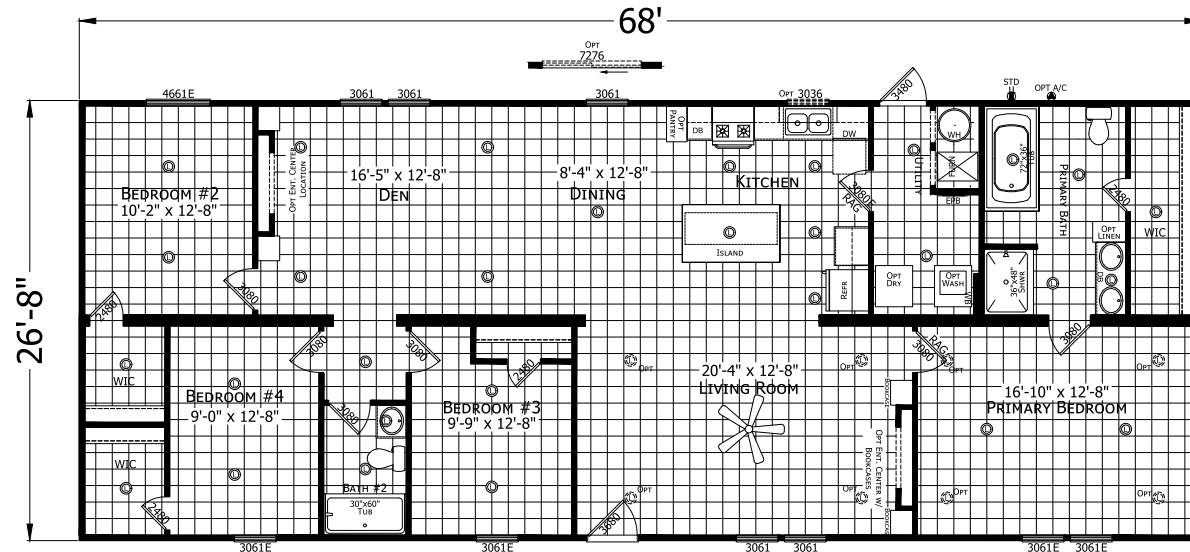 68'
OPT
7276
4661E
3061
3061
3061
OPT 3036
3480
STD
OPT A/C
26'-8"
BEDROOM #2
10'-2" x 12'-8"
OPT ENT. CENTER
LOCATION
16'-5" x 12'-8"
DEN
8'-4" x 12'-8"
DINING
OPT
PANTRY
DB
DW
KITCHEN
ISLAND
REFR
3080E
RAG
UTILITY
WH
FURN
EPB
OPT
DRY
OPT
WASH
WB
72"x36"
TUB
PRIMARY BATH
36"x48"
SHWR
OPT
LINEN
DB
2480
WIC
3080
2480
3080
3080
3080
2480
RAG
3080
3080
WIC
WIC
2480
BEDROOM #4
9'-0" x 12'-8"
3080
BATH #2
30"x60"
TUB
BEDROOM #3
9'-9" x 12'-8"
OPT
OPT
20'-4" x 12'-8"
LIVING ROOM
OPT
OPT
BOOKCASE
OPT ENT. CENTER W/
BOOKCASES
BOOKCASE
OPT
OPT
16'-10" x 12'-8"
PRIMARY BEDROOM
OPT
OPT
3680
3061E
3061E
3061
3061
3061E
3061E